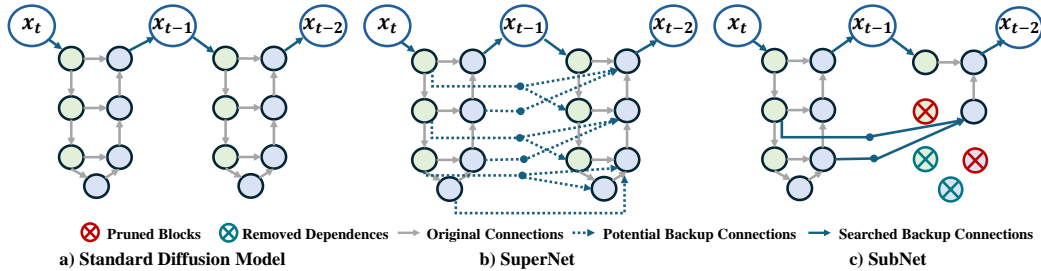 x_t x_{t-1} x_{t-2} x_t x_{t-1} x_{t-2} x_t x_{t-1} x_{t-2}
Pruned Blocks Removed Dependences Original Connections Potential Backup Connections Searched Backup Connections
a) Standard Diffusion Model b) SuperNet c) SubNet